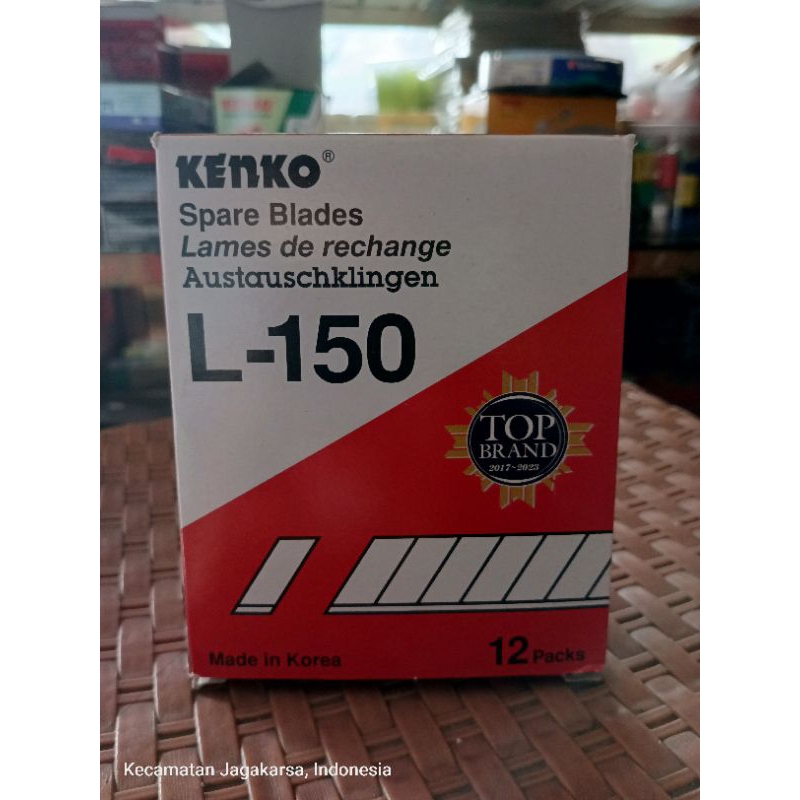 KENKO®
Spare Blades
Lames de rechange
Austauschklingen
L-150
TOP
BRAND
2017~2023
Made in Korea
12 Packs
Kecamatan Jagakarsa, Indonesia